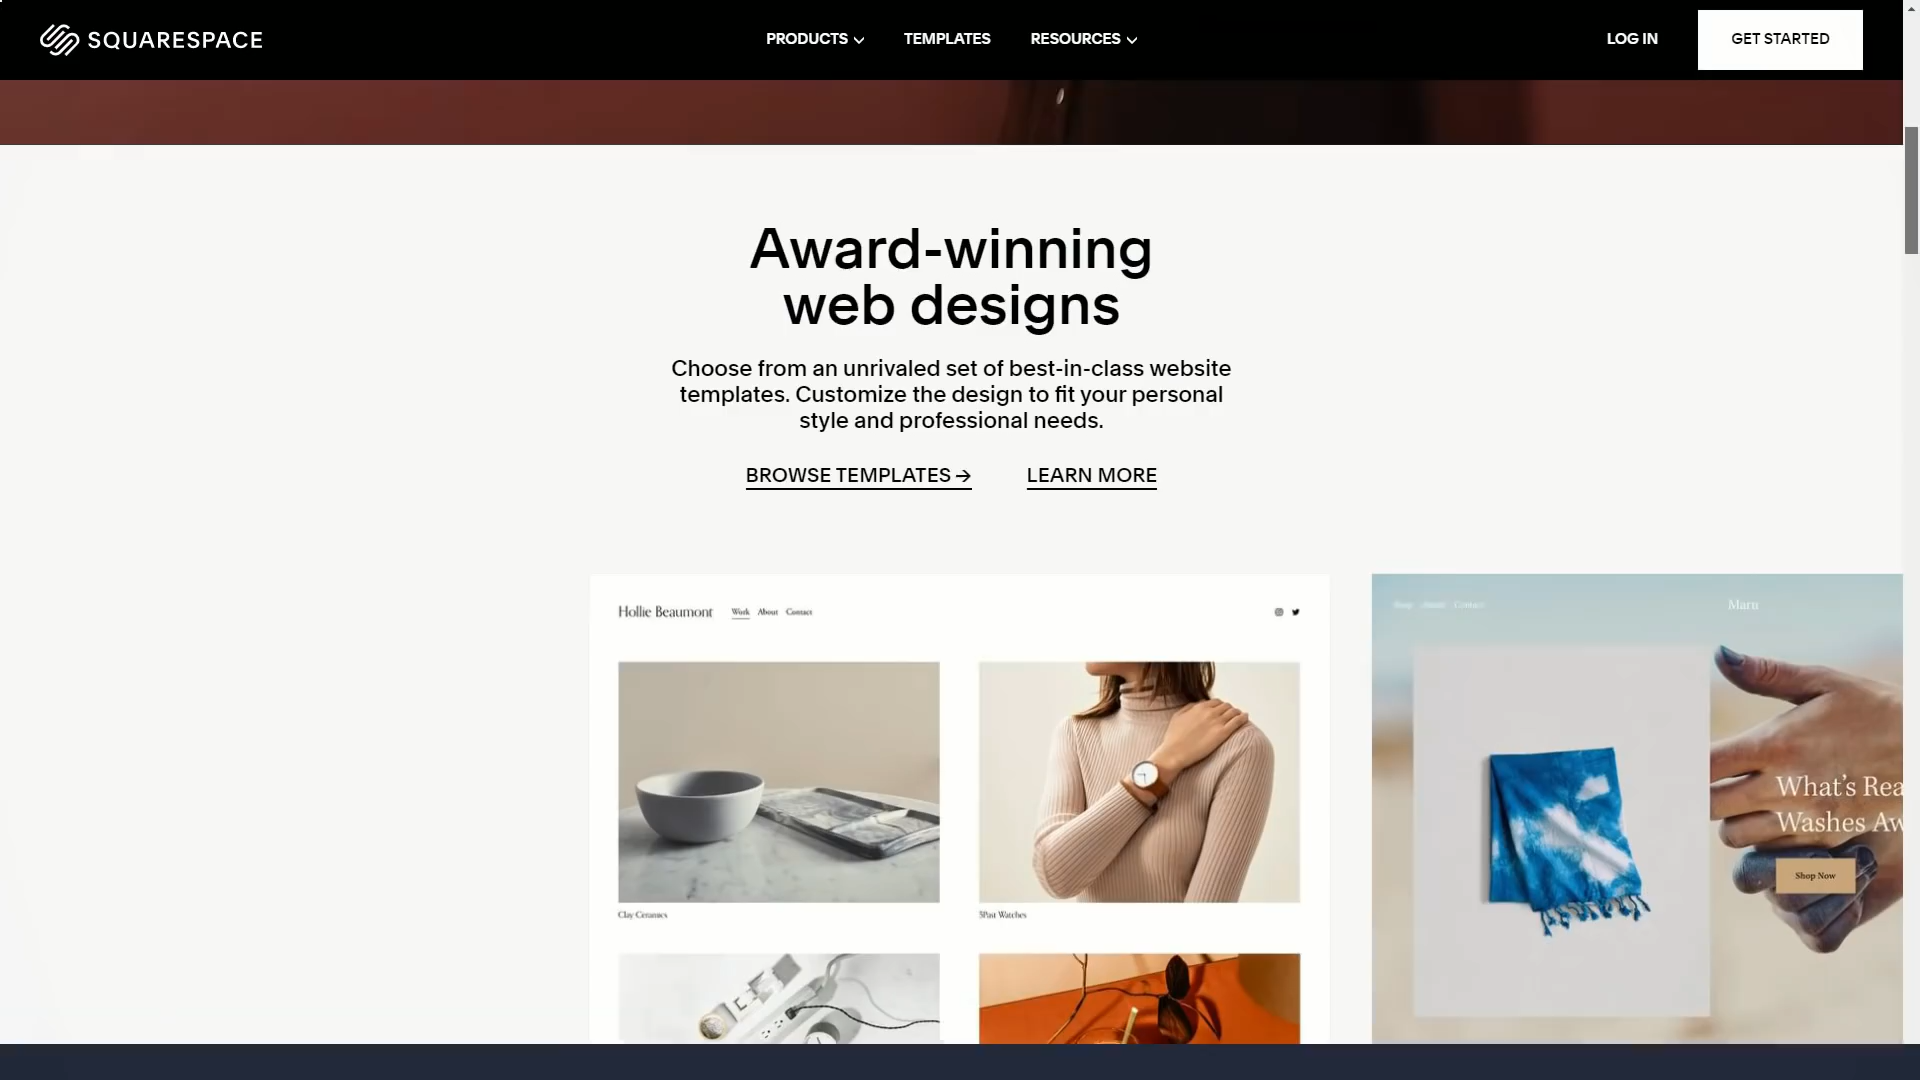 SQUARESPACE
PRODUCTS
TEMPLATES
RESOURCES
LOG IN
GET STARTED
Award-winning
web designs
Choose from an unrivaled set of best-in-class website
templates. Customize the design to fit your personal
style and professional needs.
BROWSE TEMPLATES →
LEARN MORE
Hollie Beaumont
Work
About
Contact
Shop
About
Contact
Maru
Clay Ceramics
5Past Watches
What's Rea
Washes Aw
Shop Now